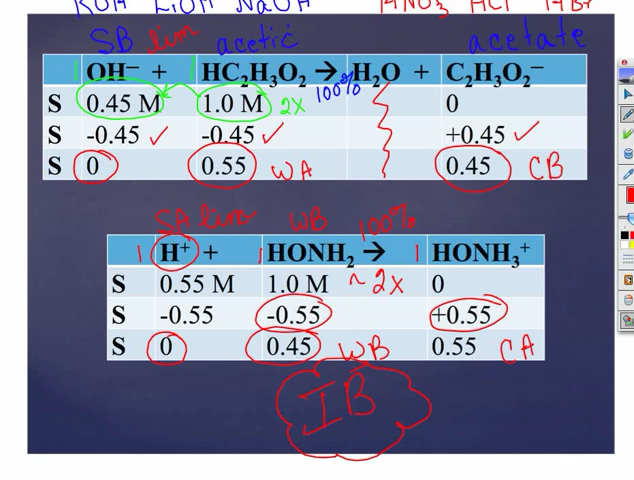 KOH LiOH NaOH HNO3 HCl HBr
SB lim acetic acetate
1 OH⁻ + 1 HC₂H₃O₂ → H₂O + C₂H₃O₂⁻
100%
S 0.45 M 1.0 M 2X 0
S -0.45 ✓ -0.45 ✓ +0.45 ✓
S 0 0.55 WA 0.45 CB
SA lim WB 100%
1 H⁺ + 1 HONH₂ → 1 HONH₃⁺
S 0.55 M 1.0 M ~2X 0
S -0.55 -0.55 +0.55
S 0 0.45 WB 0.55 CA
IB